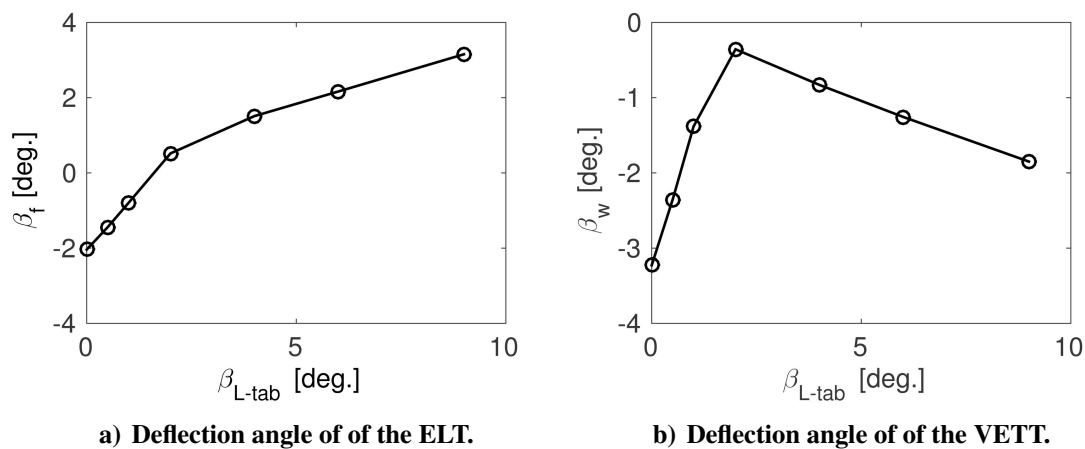 4
2
0
-2
-4
β_f [deg.]
0
5
10
β_L-tab [deg.]
a) Deflection angle of of the ELT.
0
-1
-2
-3
-4
β_w [deg.]
0
5
10
β_L-tab [deg.]
b) Deflection angle of of the VETT.